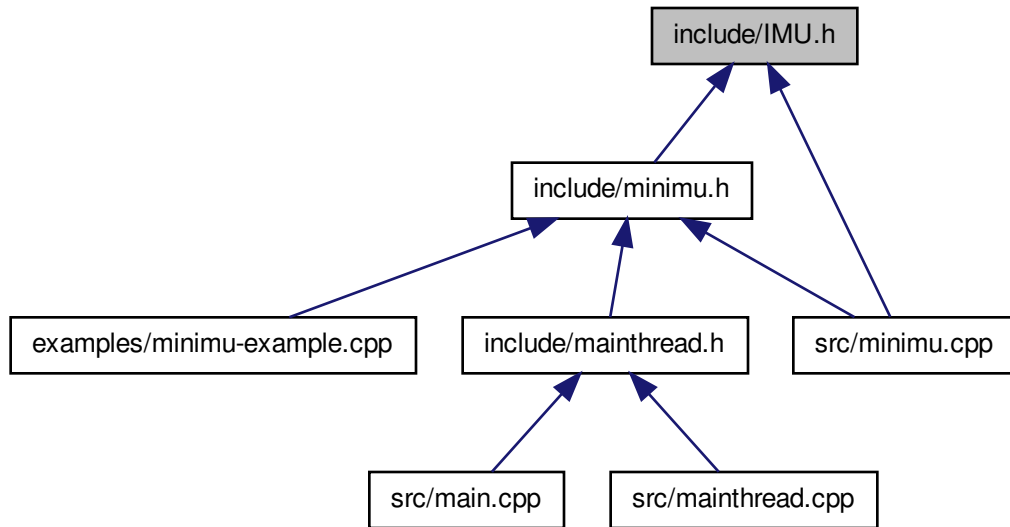 include/IMU.h
include/minimu.h
examples/minimu-example.cpp
include/mainthread.h
src/minimu.cpp
src/main.cpp
src/mainthread.cpp